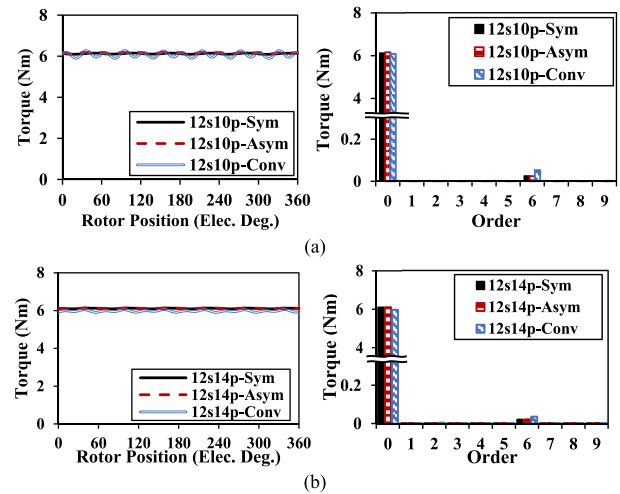 8
6
4
2
0
Torque (Nm)
12s10p-Sym
12s10p-Asym
12s10p-Conv
0 60 120 180 240 300 360
Rotor Position (Elec. Deg.)
8
6
0.2
0
Torque (Nm)
12s10p-Sym
12s10p-Asym
12s10p-Conv
0 1 2 3 4 5 6 7 8 9
Order
(a)
8
6
4
2
0
Torque (Nm)
12s14p-Sym
12s14p-Asym
12s14p-Conv
0 60 120 180 240 300 360
Rotor Position (Elec. Deg.)
8
6
0.2
0
Torque (Nm)
12s14p-Sym
12s14p-Asym
12s14p-Conv
0 1 2 3 4 5 6 7 8 9
Order
(b)